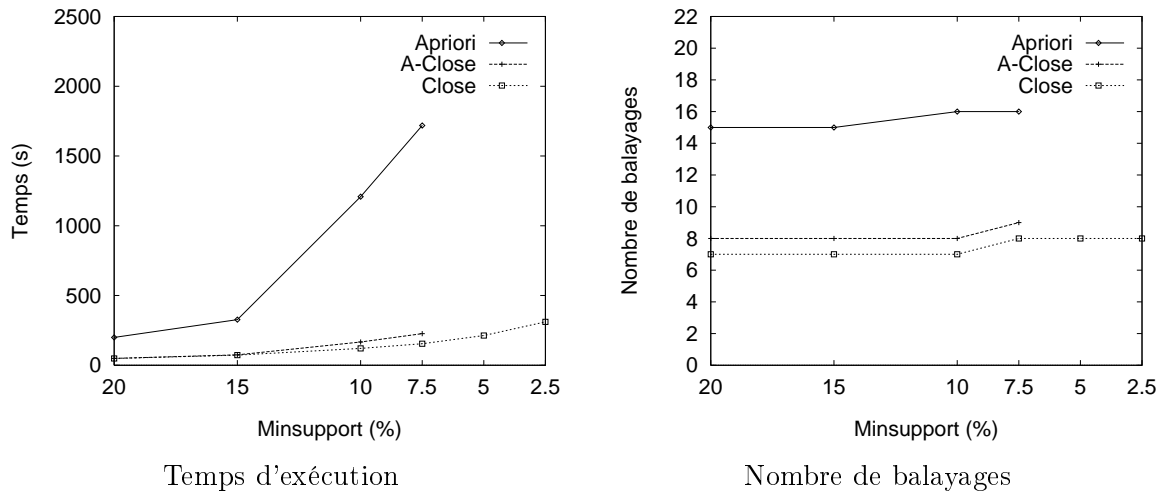 2500
2000
1500
1000
500
0
Temps (s)
Apriori
A-Close
Close
20 15 10 7.5 5 2.5
Minsupport (%)
Temps d'exécution
22
20
18
16
14
12
10
8
6
4
2
0
Nombre de balayages
Apriori
A-Close
Close
20 15 10 7.5 5 2.5
Minsupport (%)
Nombre de balayages